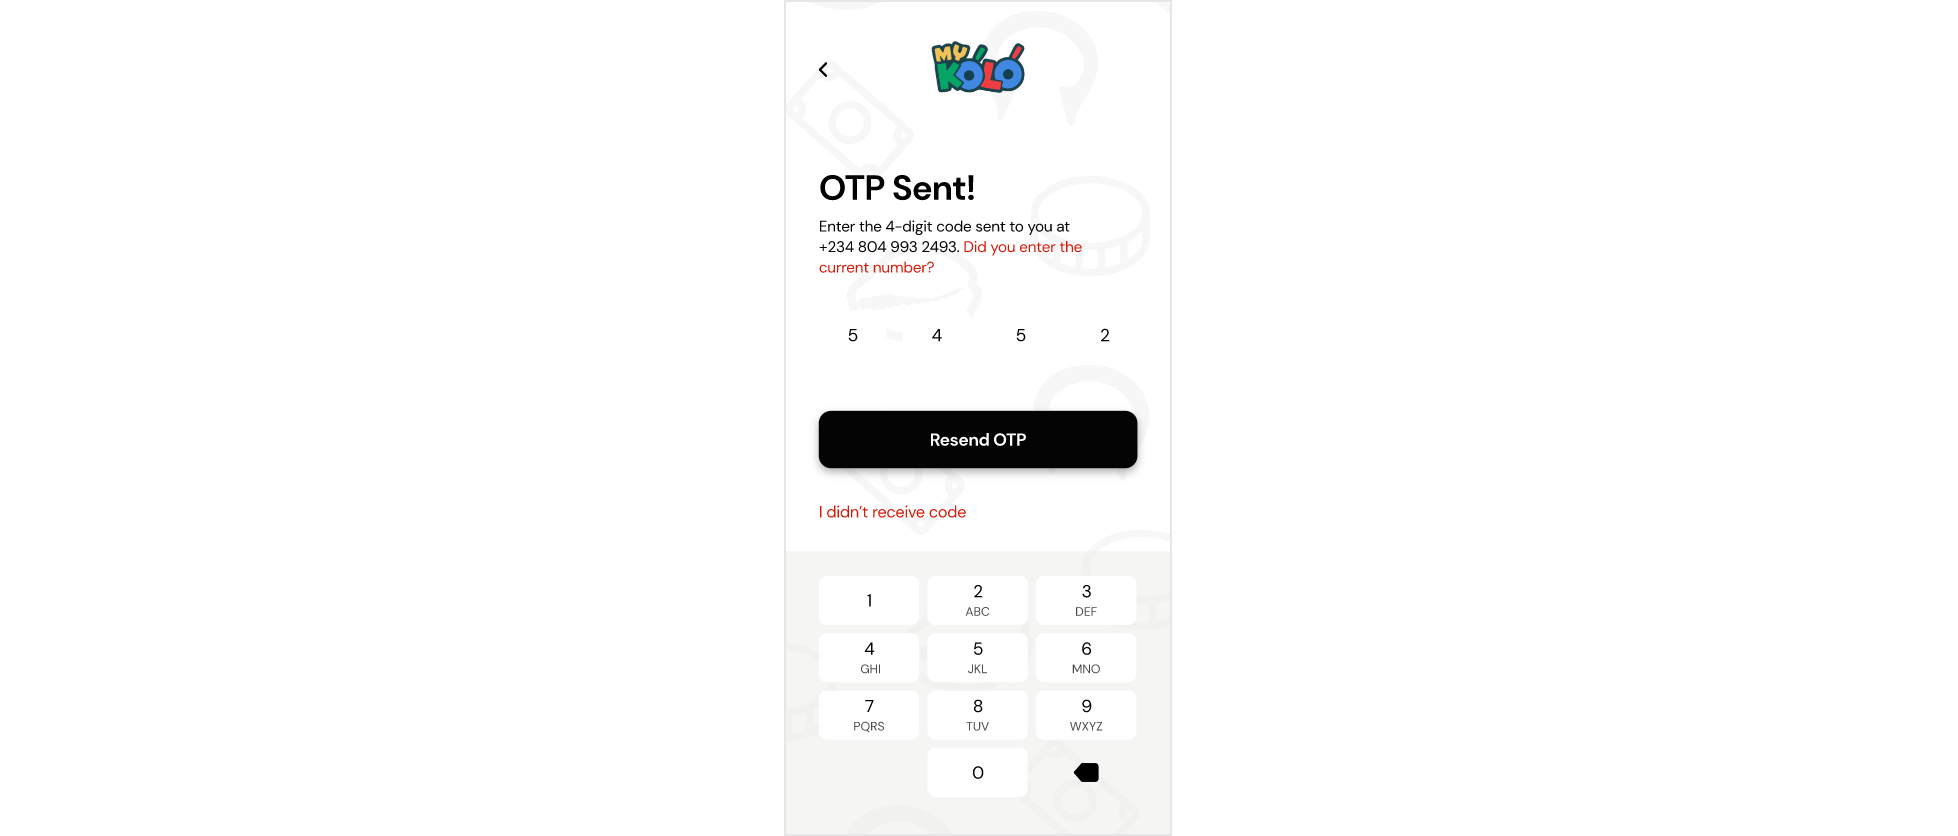 MY
KÓLÓ
OTP Sent!
Enter the 4-digit code sent to you at
+234 804 993 2493. Did you enter the
current number?
5 4 5 2
Resend OTP
I didn’t receive code
1 2 3
ABC DEF
4 5 6
GHI JKL MNO
7 8 9
PQRS TUV WXYZ
0